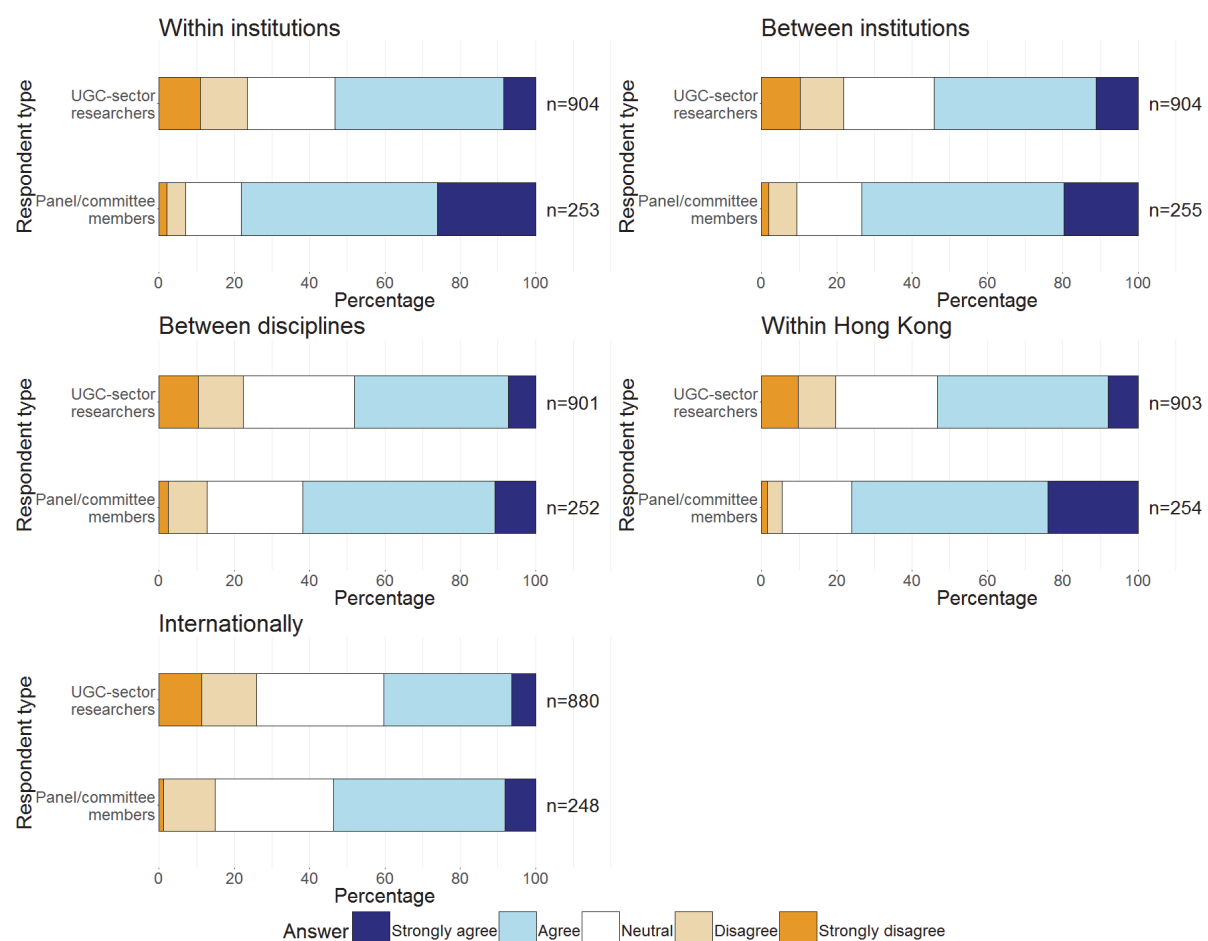 Within institutions
Respondent type
UGC-sector
researchers
n=904
Panel/committee
members
n=253
0 20 40 60 80 100
Percentage
Between institutions
Respondent type
UGC-sector
researchers
n=904
Panel/committee
members
n=255
0 20 40 60 80 100
Percentage
Between disciplines
Respondent type
UGC-sector
researchers
n=901
Panel/committee
members
n=252
0 20 40 60 80 100
Percentage
Within Hong Kong
Respondent type
UGC-sector
researchers
n=903
Panel/committee
members
n=254
0 20 40 60 80 100
Percentage
Internationally
Respondent type
UGC-sector
researchers
n=880
Panel/committee
members
n=248
0 20 40 60 80 100
Percentage
Answer Strongly agree Agree Neutral Disagree Strongly disagree